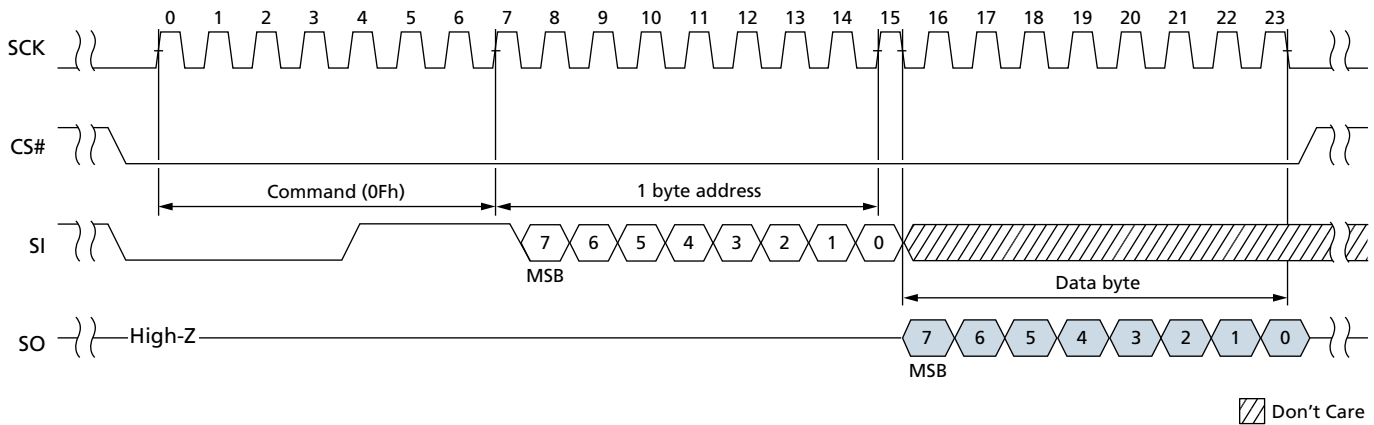 0 1 2 3 4 5 6 7 8 9 10 11 12 13 14 15 16 17 18 19 20 21 22 23
SCK
CS#
Command (0Fh) 1 byte address
SI 7 6 5 4 3 2 1 0
MSB
Data byte
SO High-Z 7 6 5 4 3 2 1 0
MSB
Don't Care